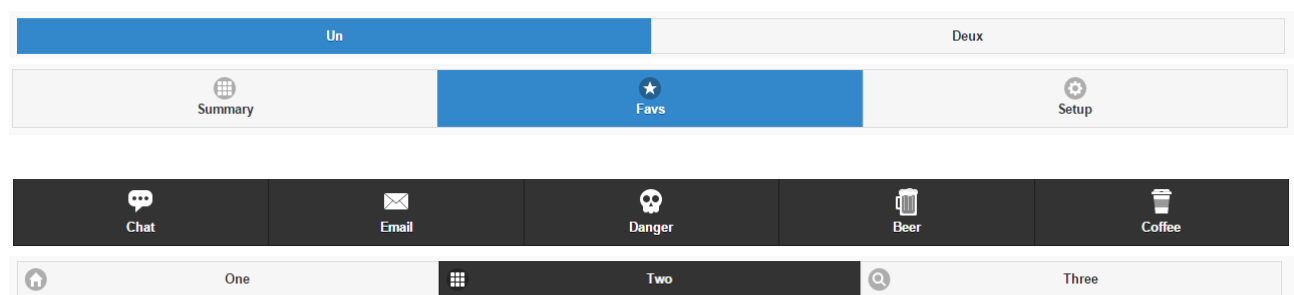 Un Deux
Summary Favs Setup
Chat Email Danger Beer Coffee
One Two Three